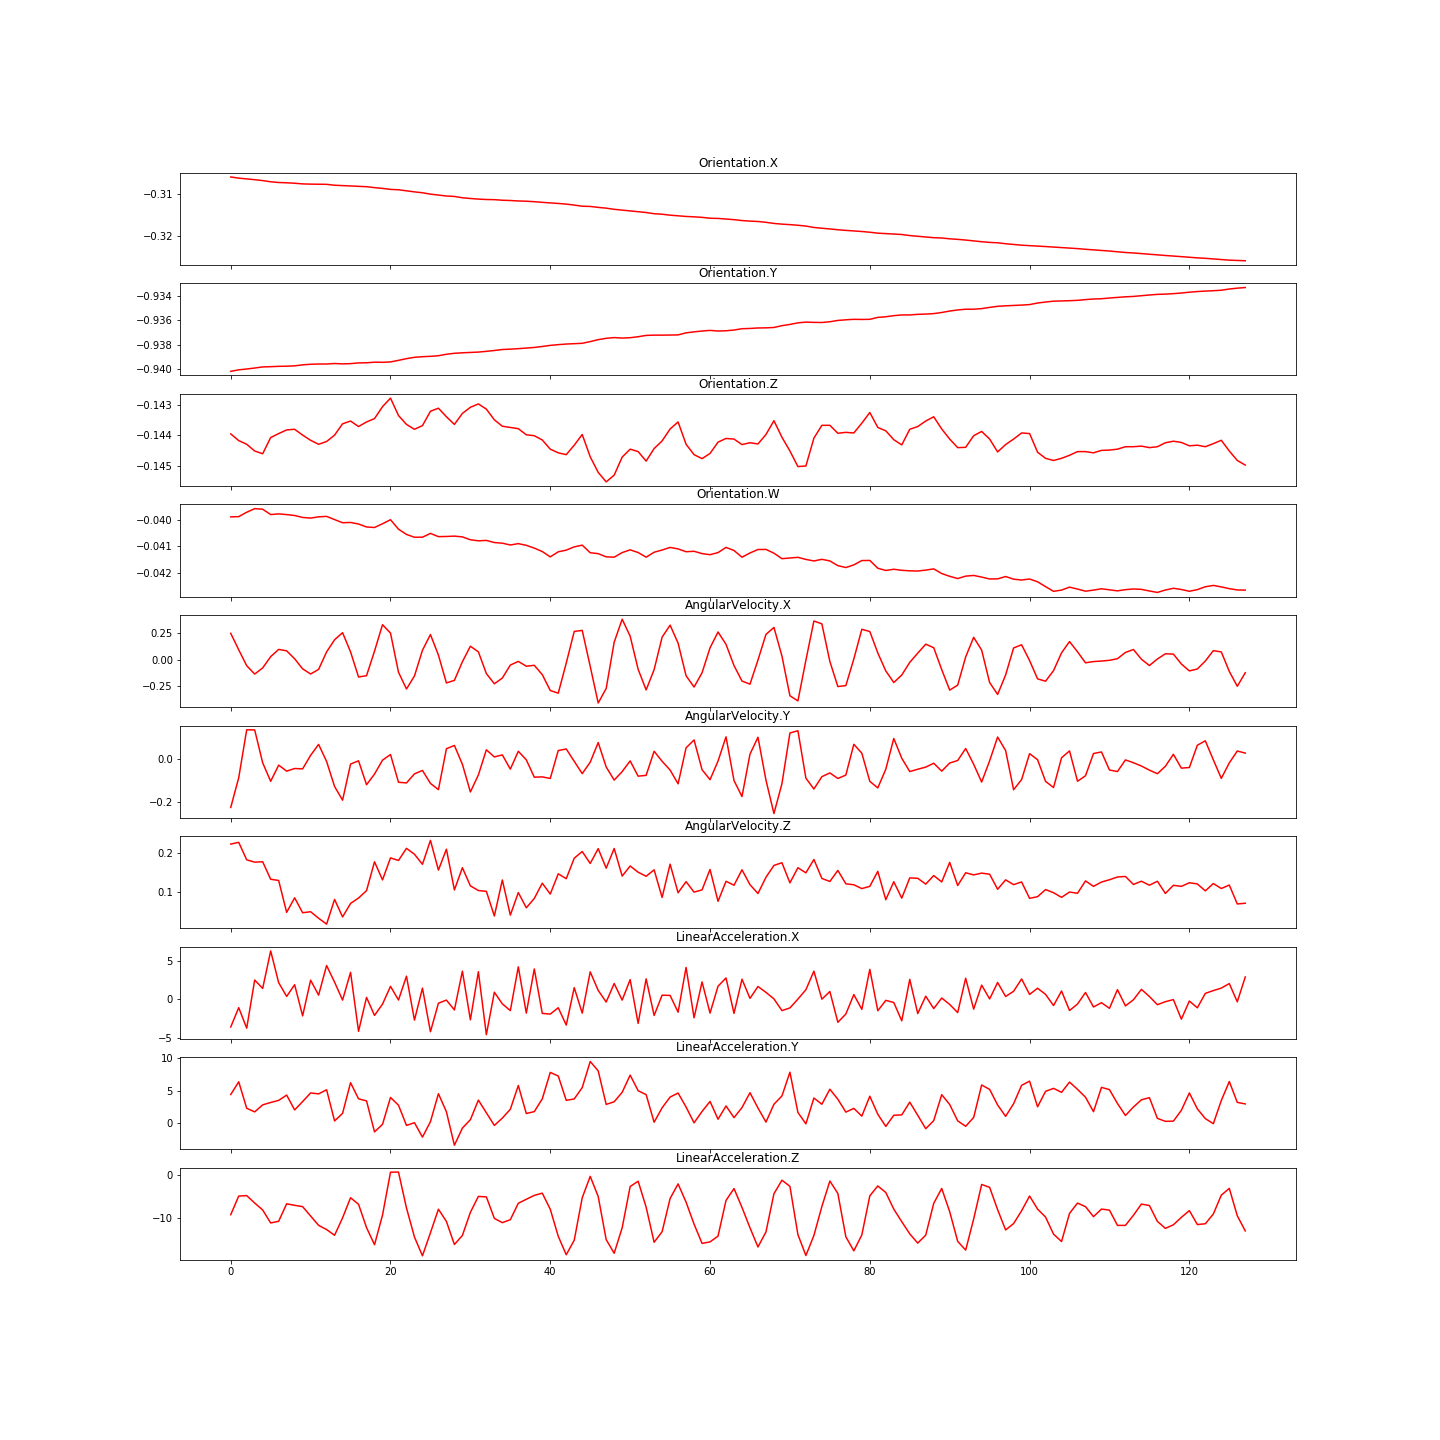 Orientation.X
−0.31
−0.32
Orientation.Y
−0.934
−0.936
−0.938
−0.940
Orientation.Z
−0.143
−0.144
−0.145
Orientation.W
−0.040
−0.041
−0.042
AngularVelocity.X
0.25
0.00
−0.25
AngularVelocity.Y
0.0
−0.2
AngularVelocity.Z
0.2
0.1
LinearAcceleration.X
5
0
−5
LinearAcceleration.Y
10
5
0
LinearAcceleration.Z
0
−10
0 20 40 60 80 100 120